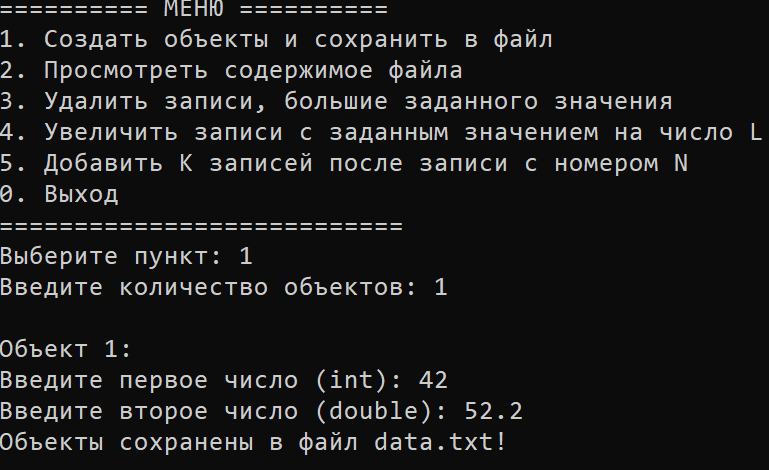 ========== МЕНЮ ==========
1. Создать объекты и сохранить в файл
2. Просмотреть содержимое файла
3. Удалить записи, большие заданного значения
4. Увеличить записи с заданным значением на число L
5. Добавить K записей после записи с номером N
0. Выход
===========================
Выберите пункт: 1
Введите количество объектов: 1
Объект 1:
Введите первое число (int): 42
Введите второе число (double): 52.2
Объекты сохранены в файл data.txt!